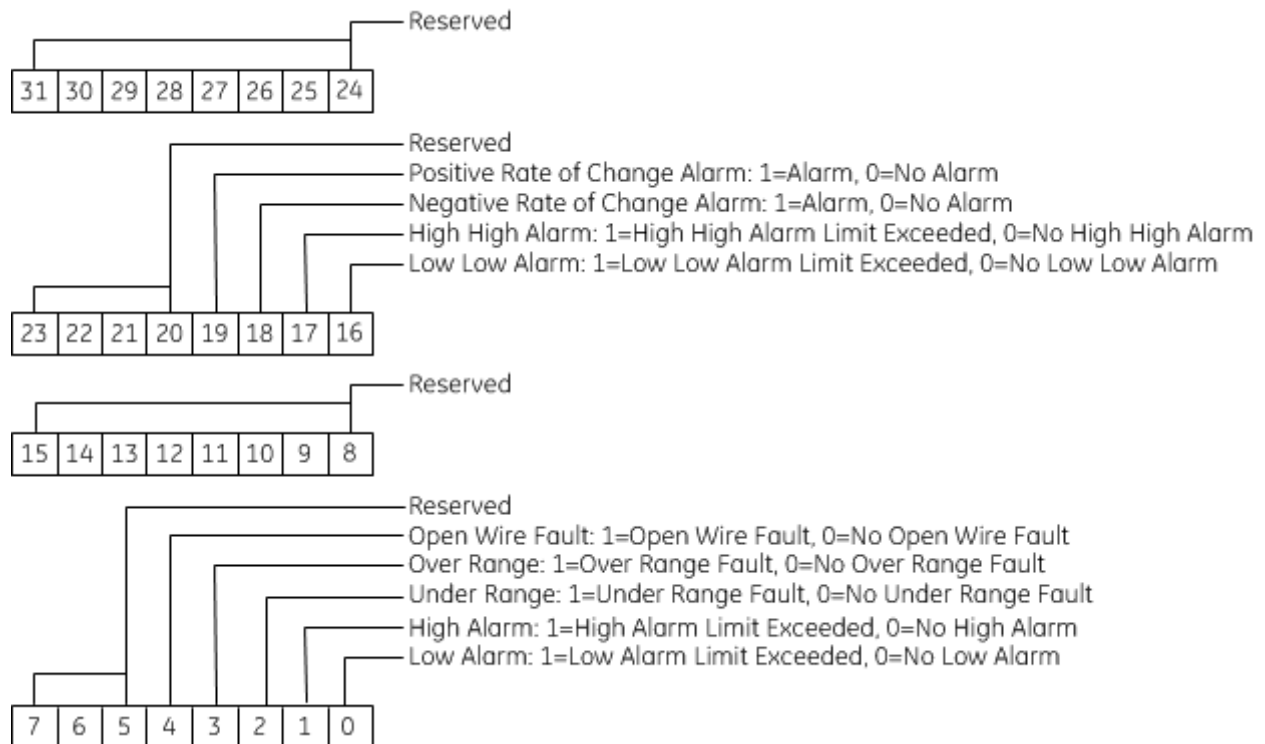 Reserved
31 30 29 28 27 26 25 24
Reserved
Positive Rate of Change Alarm: 1=Alarm, 0=No Alarm
Negative Rate of Change Alarm: 1=Alarm, 0=No Alarm
High High Alarm: 1=High High Alarm Limit Exceeded, 0=No High High Alarm
Low Low Alarm: 1=Low Low Alarm Limit Exceeded, 0=No Low Low Alarm
23 22 21 20 19 18 17 16
Reserved
15 14 13 12 11 10 9 8
Reserved
Open Wire Fault: 1=Open Wire Fault, 0=No Open Wire Fault
Over Range: 1=Over Range Fault, 0=No Over Range Fault
Under Range: 1=Under Range Fault, 0=No Under Range Fault
High Alarm: 1=High Alarm Limit Exceeded, 0=No High Alarm
Low Alarm: 1=Low Alarm Limit Exceeded, 0=No Low Alarm
7 6 5 4 3 2 1 0